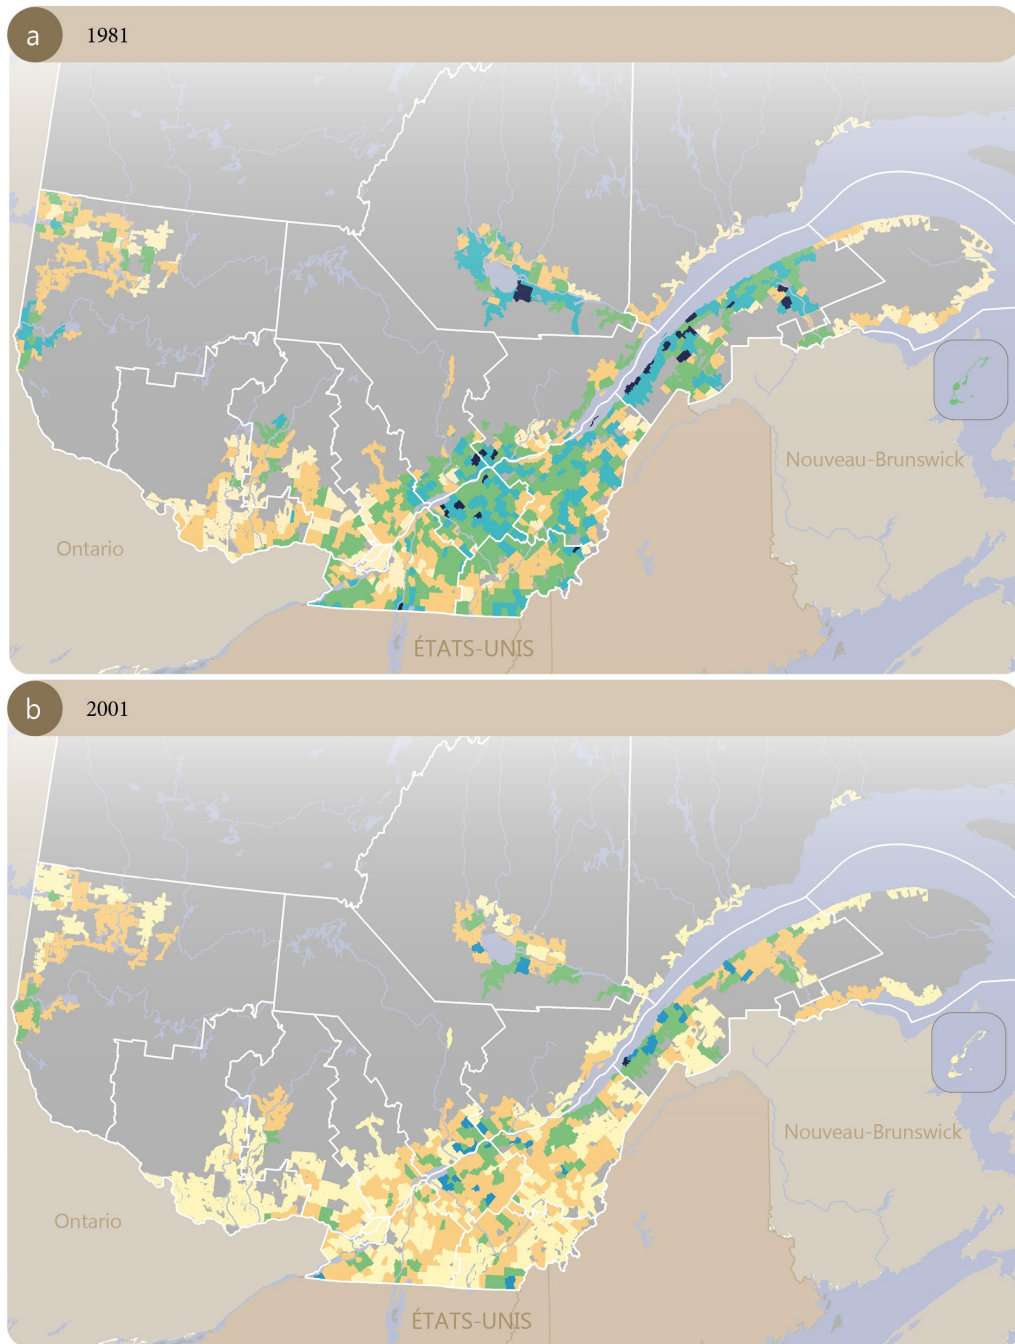 a
1981
Nouveau-Brunswick
Ontario
ÉTATS-UNIS
b
2001
Nouveau-Brunswick
Ontario
ÉTATS-UNIS